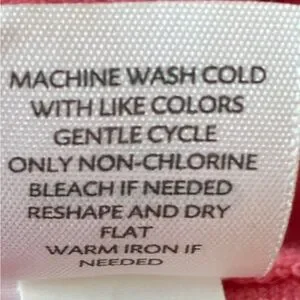 MACHINE WASH COLD
WITH LIKE COLORS
GENTLE CYCLE
ONLY NON-CHLORINE
BLEACH IF NEEDED
RESHAPE AND DRY
FLAT
WARM IRON IF
NEEDED